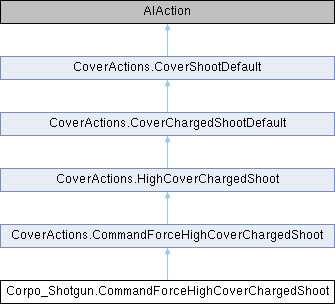 AIAction
CoverActions.CoverShootDefault
CoverActions.CoverChargedShootDefault
CoverActions.HighCoverChargedShoot
CoverActions.CommandForceHighCoverChargedShoot
Corpo_Shotgun.CommandForceHighCoverChargedShoot